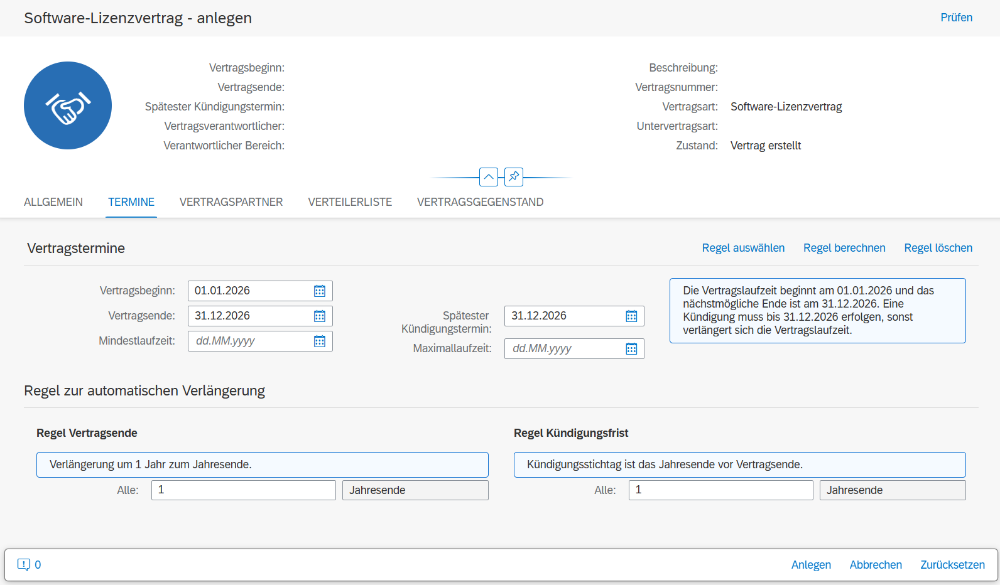 Software-Lizenzvertrag - anlegen
Prüfen
Vertragsbeginn:
Vertragsende:
Spätester Kündigungstermin:
Vertragsverantwortlicher:
Verantwortlicher Bereich:
Beschreibung:
Vertragsnummer:
Vertragsart: Software-Lizenzvertrag
Untervertragsart:
Zustand: Vertrag erstellt
ALLGEMEIN TERMINE VERTRAGSPARTNER VERTEILERLISTE VERTRAGSGEGENSTAND
Vertragstermine
Regel auswählen Regel berechnen Regel löschen
Vertragsbeginn: 01.01.2026
Vertragsende: 31.12.2026
Mindestlaufzeit: dd.MM.yyyy
Spätester
Kündigungstermin: 31.12.2026
Maximallaufzeit: dd.MM.yyyy
Die Vertragslaufzeit beginnt am 01.01.2026 und das
nächstmögliche Ende ist am 31.12.2026. Eine
Kündigung muss bis 31.12.2026 erfolgen, sonst
verlängert sich die Vertragslaufzeit.
Regel zur automatischen Verlängerung
Regel Vertragsende
Verlängerung um 1 Jahr zum Jahresende.
Alle: 1 Jahresende
Regel Kündigungsfrist
Kündigungsstichtag ist das Jahresende vor Vertragsende.
Alle: 1 Jahresende
0
Anlegen Abbrechen Zurücksetzen